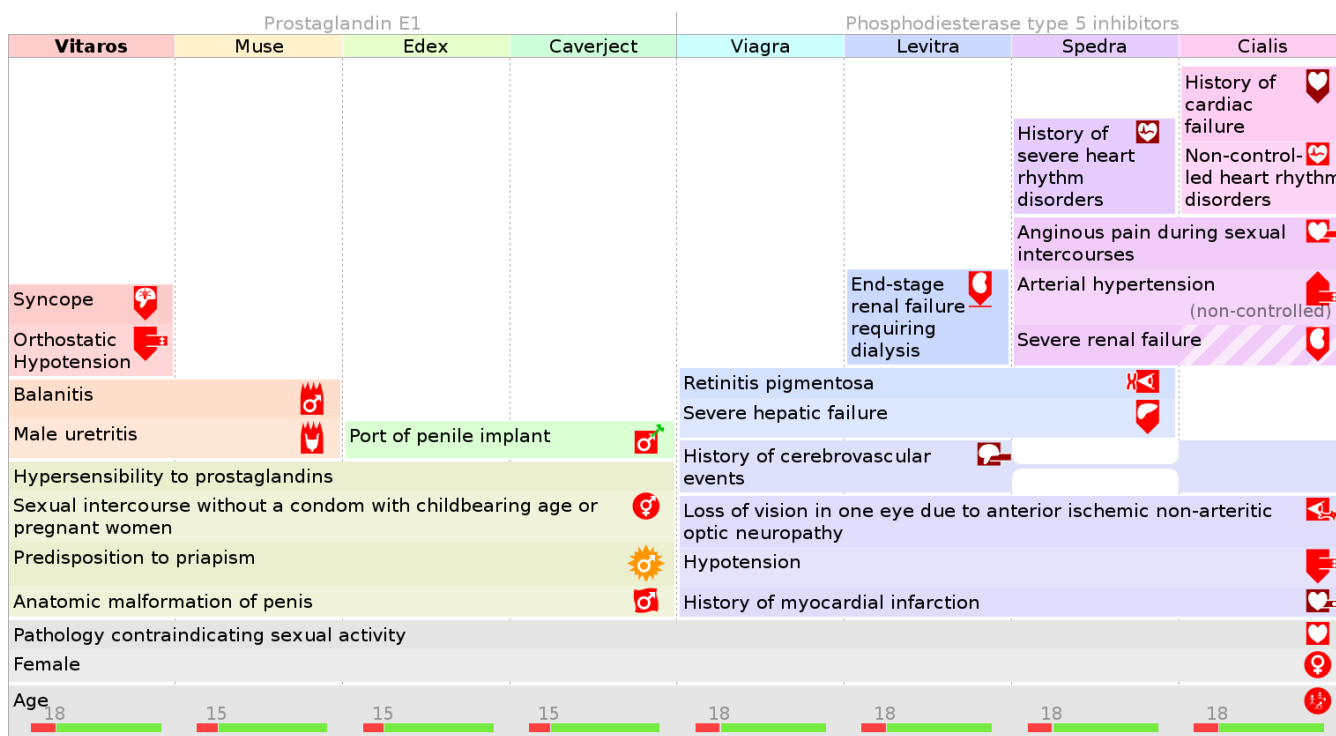 Prostaglandin E1
Phosphodiesterase type 5 inhibitors
Vitaros
Muse
Edex
Caverject
Viagra
Levitra
Spedra
Cialis
History of
cardiac
failure
History of
severe heart
rhythm
disorders
Non-control-
led heart rhythm
disorders
Anginous pain during sexual
intercourses
Syncope
End-stage
renal failure
requiring
dialysis
Arterial hypertension
(non-controlled)
Orthostatic
Hypotension
Severe renal failure
Balanitis
Retinitis pigmentosa
Severe hepatic failure
Male uretritis
Port of penile implant
History of cerebrovascular
events
Hypersensibility to prostaglandins
Sexual intercourse without a condom with childbearing age or
pregnant women
Loss of vision in one eye due to anterior ischemic non-arteritic
optic neuropathy
Predisposition to priapism
Hypotension
Anatomic malformation of penis
History of myocardial infarction
Pathology contraindicating sexual activity
Female
Age
18
15
15
15
18
18
18
18